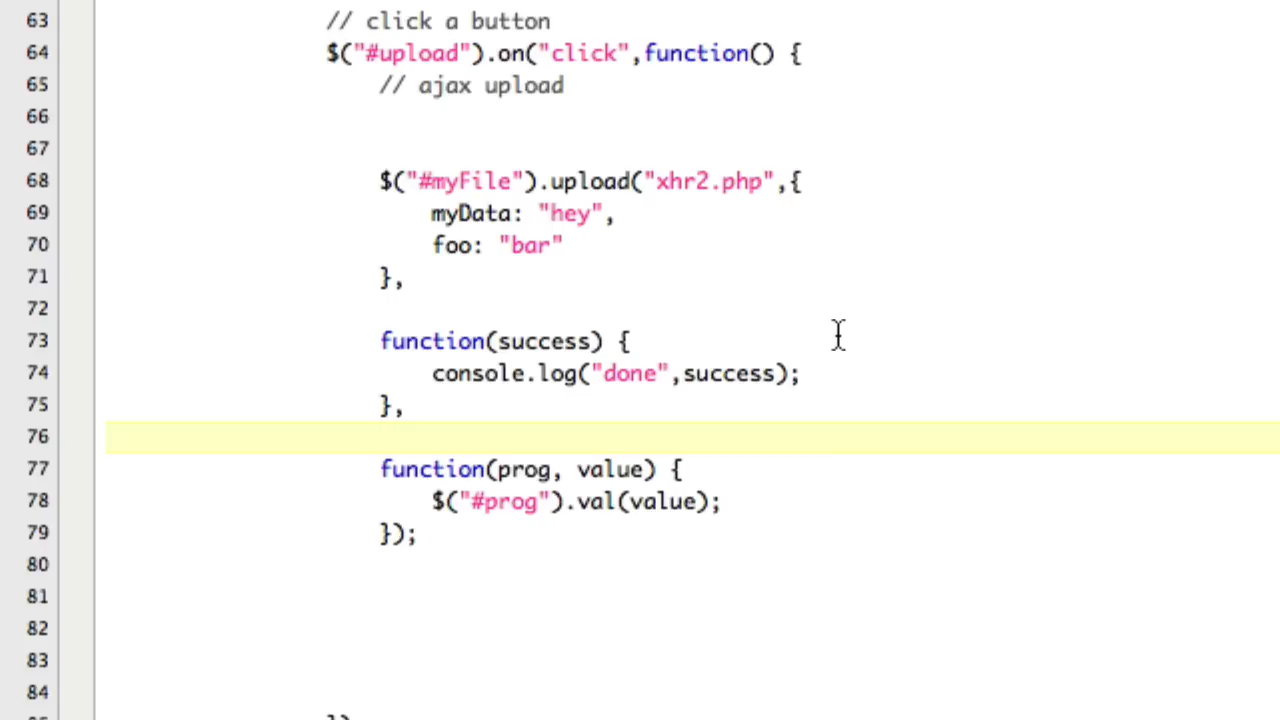 63 // click a button
64 $("#upload").on("click",function() {
65 // ajax upload
66
67
68 $("#myFile").upload("xhr2.php",{
69 myData: "hey",
70 foo: "bar"
71 },
72
73 function(success) {
74 console.log("done",success);
75 },
76
77 function(prog, value) {
78 $("#prog").val(value);
79 });
80
81
82
83
84